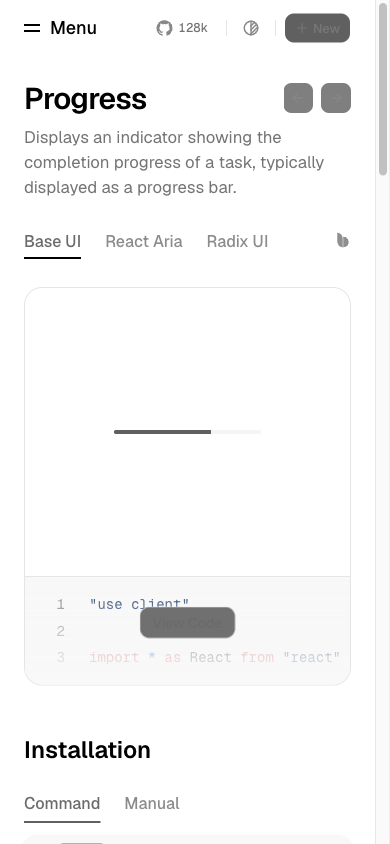 Menu
128k
+ New
Progress
Displays an indicator showing the
completion progress of a task, typically
displayed as a progress bar.
Base UI
React Aria
Radix UI
1 "use client"
View Code
2
3 import * as React from "react"
Installation
Command
Manual